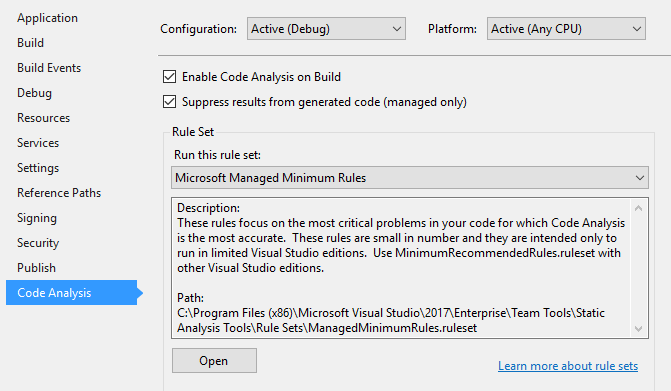 Application
Build
Build Events
Debug
Resources
Services
Settings
Reference Paths
Signing
Security
Publish
Code Analysis
Configuration: Active (Debug) Platform: Active (Any CPU)
Enable Code Analysis on Build
Suppress results from generated code (managed only)
Rule Set
Run this rule set:
Microsoft Managed Minimum Rules
Description:
These rules focus on the most critical problems in your code for which Code Analysis
is the most accurate.  These rules are small in number and they are intended only to
run in limited Visual Studio editions.  Use MinimumRecommendedRules.ruleset with
other Visual Studio editions.
Path:
C:\Program Files (x86)\Microsoft Visual Studio\2017\Enterprise\Team Tools\Static
Analysis Tools\Rule Sets\ManagedMinimumRules.ruleset
Open
Learn more about rule sets